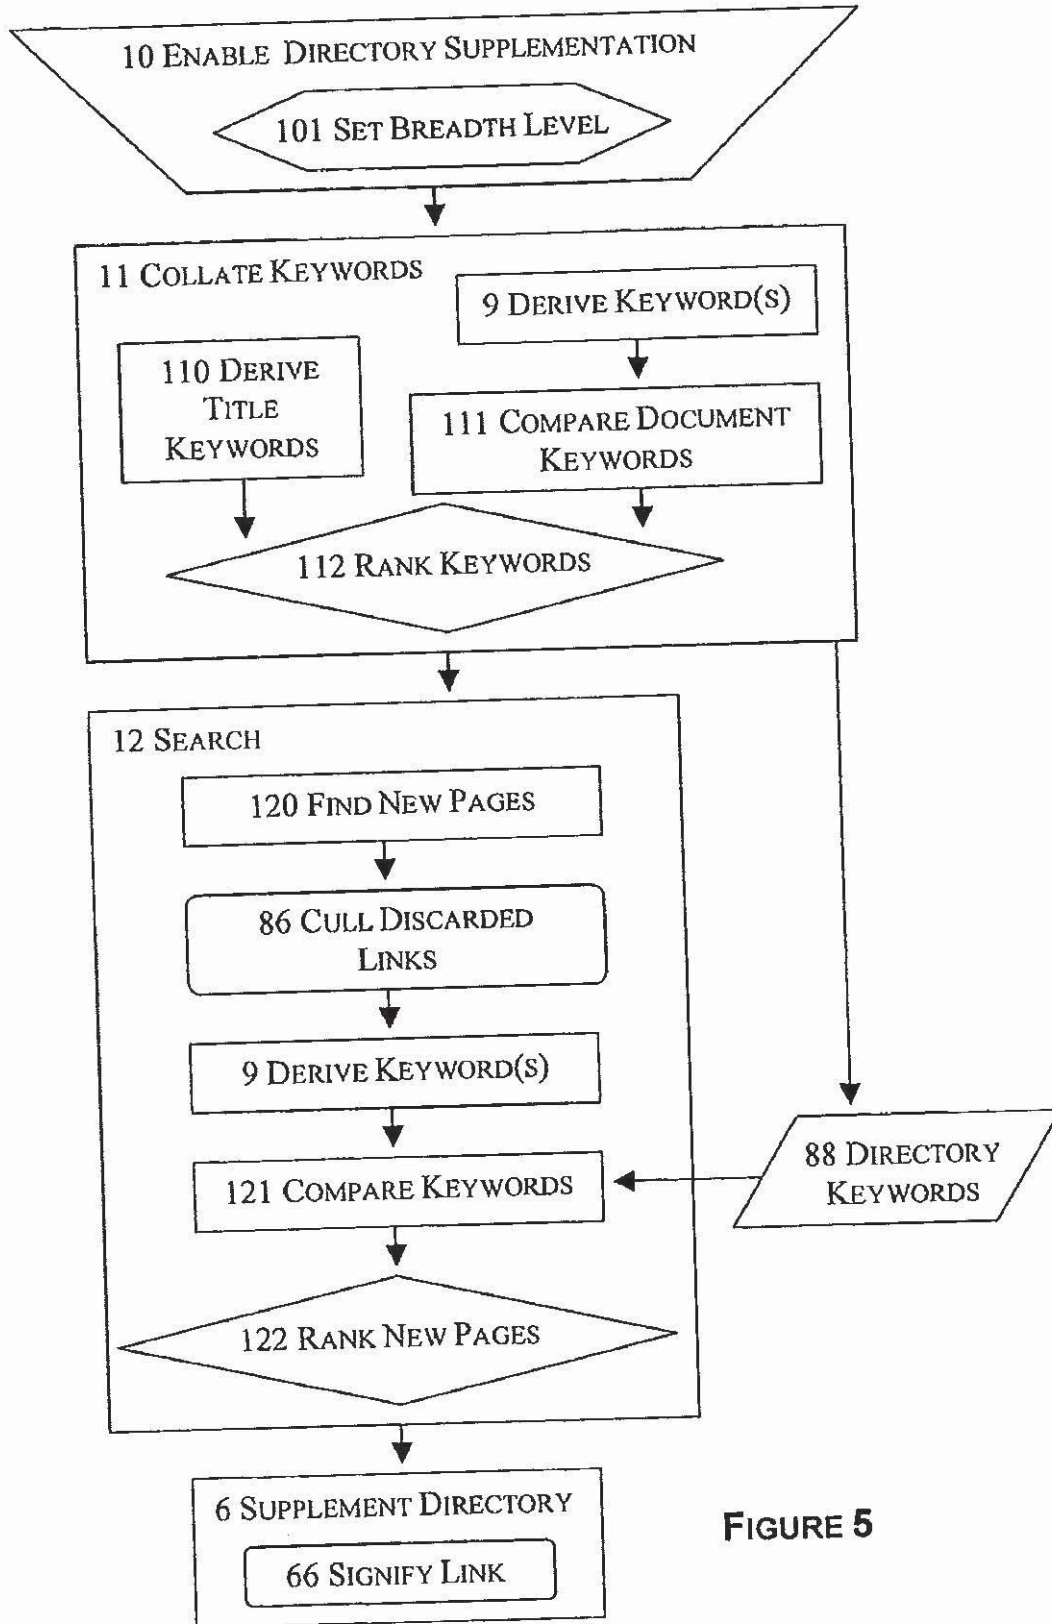 10 ENABLE DIRECTORY SUPPLEMENTATION
101 SET BREADTH LEVEL
11 COLLATE KEYWORDS
9 DERIVE KEYWORD(S)
110 DERIVE
TITLE
KEYWORDS
111 COMPARE DOCUMENT
KEYWORDS
112 RANK KEYWORDS
12 SEARCH
120 FIND NEW PAGES
86 CULL DISCARDED
LINKS
9 DERIVE KEYWORD(S)
121 COMPARE KEYWORDS
88 DIRECTORY
KEYWORDS
122 RANK NEW PAGES
6 SUPPLEMENT DIRECTORY
66 SIGNIFY LINK
FIGURE 5